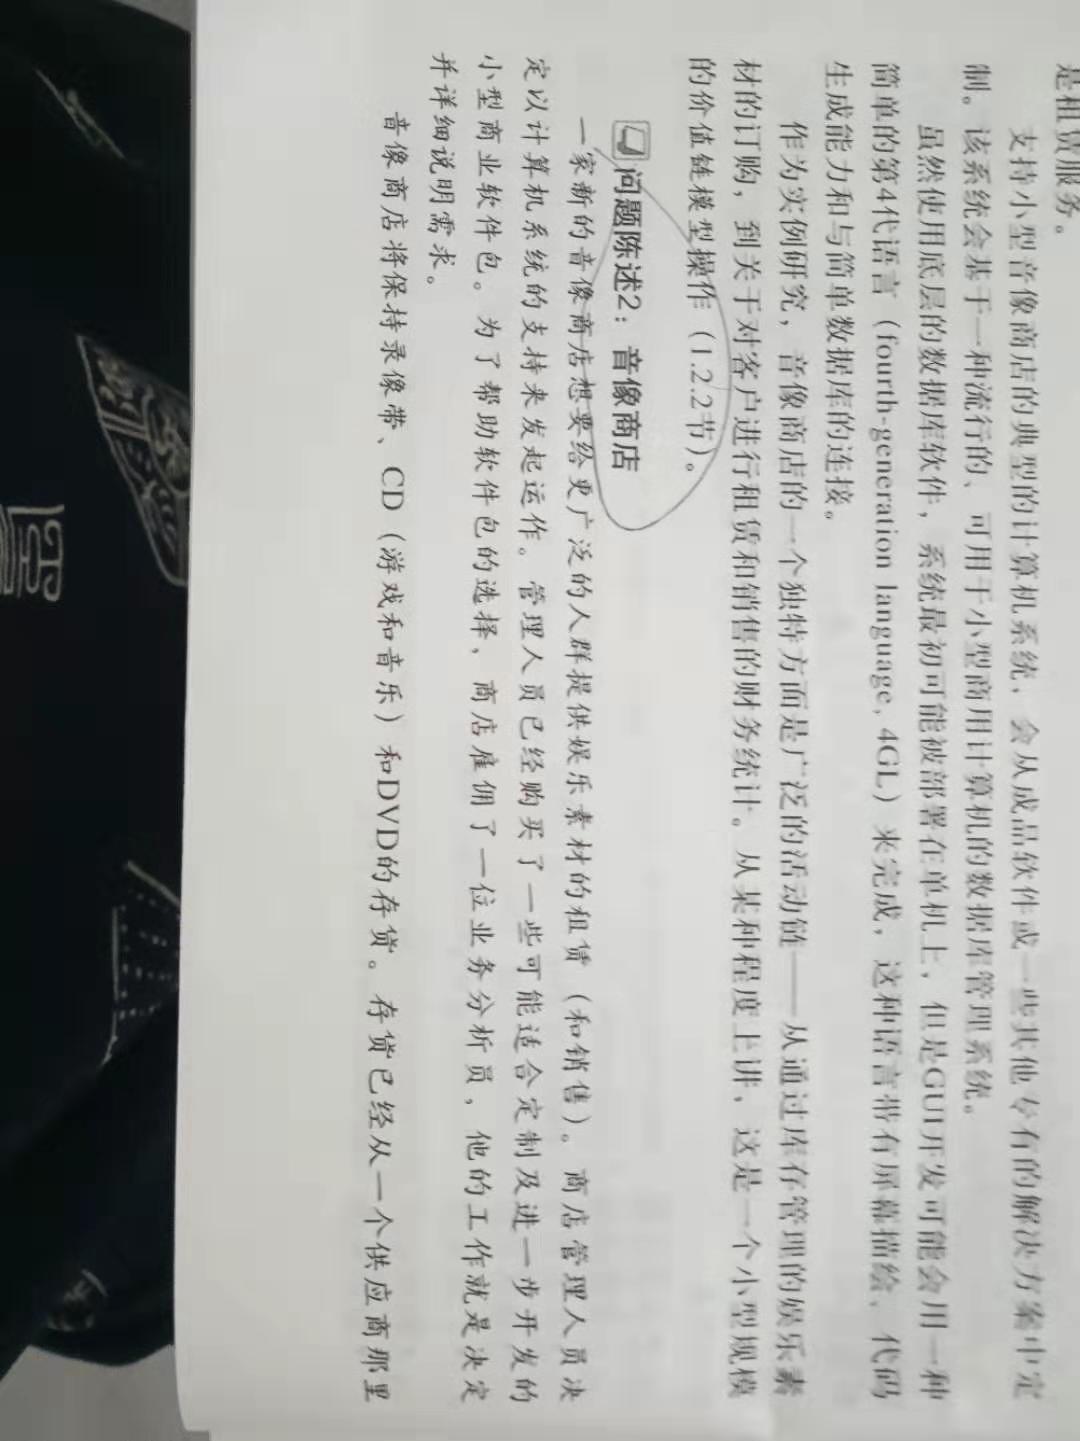 是租赁服务。
支持小型音像商店的典型的计算机系统，会从成品软件或一些其他专有的解决方案中定
制。该系统会基于一种流行的、可用于小型商用计算机的数据库管理系统。
虽然使用底层的数据库软件，系统最初可能被部署在单机上，但是GUI开发可能会用一种
简单的第4代语言（fourth-generation language, 4GL）来完成，这种语言带有屏幕描绘、代码
生成能力和与简单数据库的连接。
作为实例研究，音像商店的一个独特方面是广泛的活动链——从通过库存管理的娱乐素
材的订购，到关于对客户进行租赁和销售的财务统计。从某种程度上讲，这是一个小型规模
的价值链模型操作（1.2.2节）。
问题陈述2：音像商店
一家新的音像商店想要给更广泛的人群提供娱乐素材的租赁（和销售）。商店管理人员决
定以计算机系统的支持来发起运作。管理人员已经购买了一些可能适合定制及进一步开发的
小型商业软件包。为了帮助软件包的选择，商店雇佣了一位业务分析员，他的工作就是决定
并详细说明需求。
音像商店将保持录像带、CD（游戏和音乐）和DVD的存货。存货已经从一个供应商那里